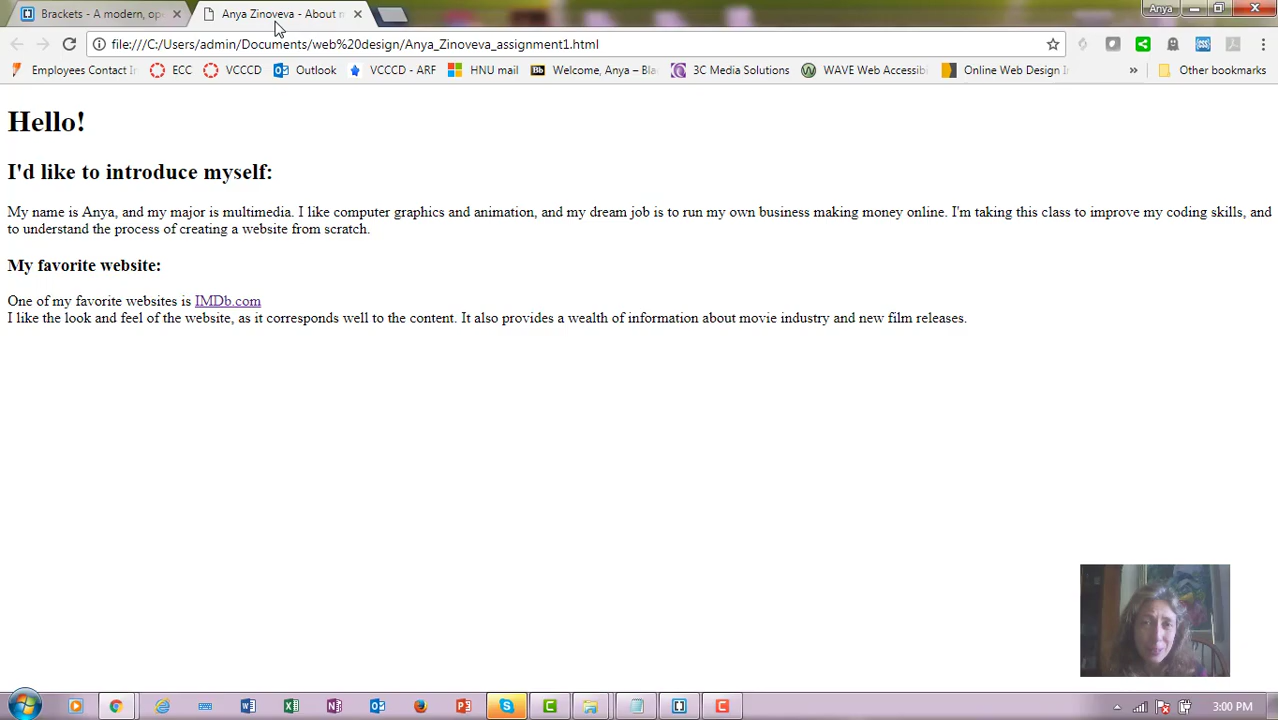 Brackets - A modern, op
Anya Zinoveva - About
Anya
file:///C:/Users/admin/Documents/web%20design/Anya_Zinoveva_assignment1.html
Employees Contact I
ECC
VCCCD
Outlook
VCCCD - ARF
HNU mail
Bb
Welcome, Anya – Bla
3C Media Solutions
WAVE Web Accessib
Online Web Design
»
Other bookmarks
Hello!
I'd like to introduce myself:
My name is Anya, and my major is multimedia. I like computer graphics and animation, and my dream job is to run my own business making money online. I'm taking this class to improve my coding skills, and
to understand the process of creating a website from scratch.
My favorite website:
One of my favorite websites is IMDb.com
I like the look and feel of the website, as it corresponds well to the content. It also provides a wealth of information about movie industry and new film releases.
3:00 PM